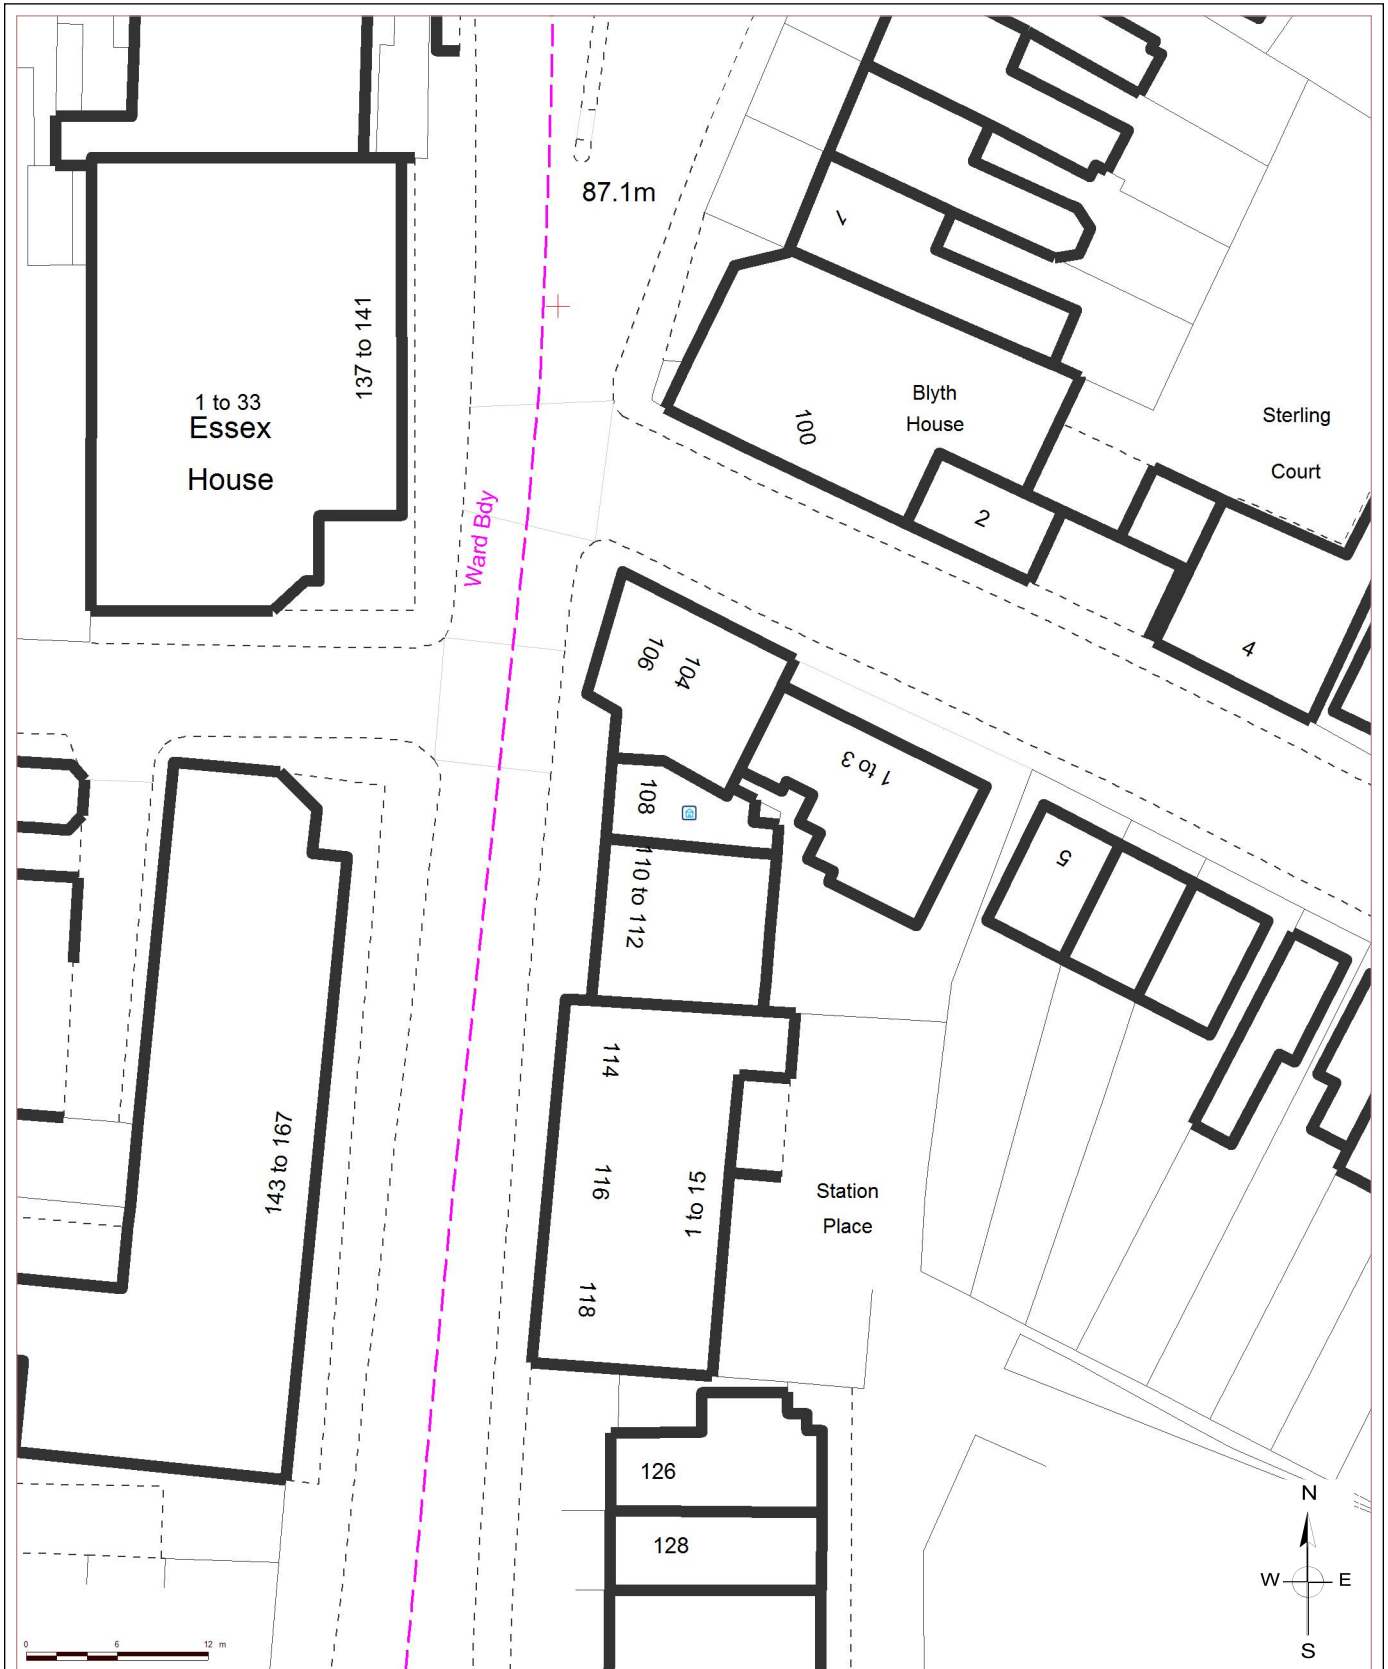 87.1m
1
137 to 141
1 to 33
Essex
House
Blyth
House
100
Sterling
Court
Ward Bdy
2
4
106
104
1 to 3
108
110 to 112
5
114
143 to 167
116
1 to 15
Station
Place
118
126
128
N
W E
S
0 6 12 m